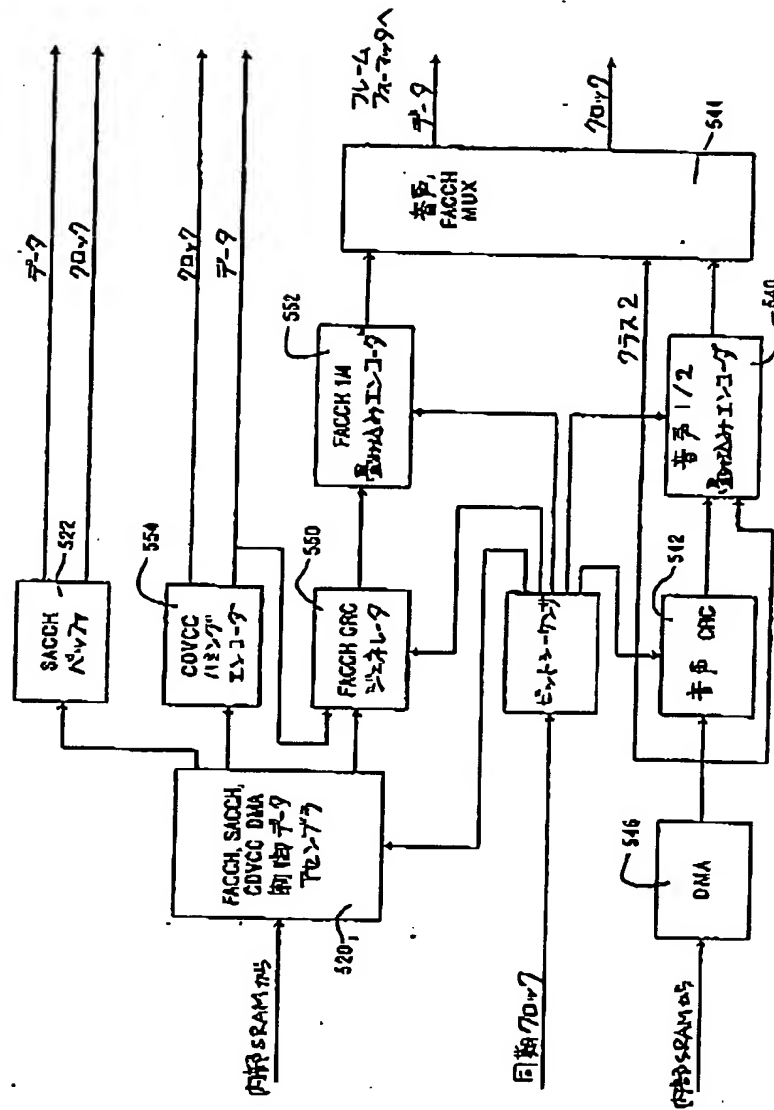 データ
クロック
クロック
データ
フレーム
フォーマッタへ
データ
クロック
522
SACCH
バッファ
554
CDVCC
ハミング
エンコーダ
550
FACCH CRC
ジェネレータ
552
FACCH 1/4
畳み込みエンコーダ
音声,
FACCH
MUX
541
クラス2
FACCH, SACCH,
CDVCC DMA
制御データ
アセンブラ
520
内部SRAMから
ビットシーケンサ
同期クロック
音声 1/2
畳み込みエンコーダ
540
542
音声 CRC
546
DMA
内部SRAMから